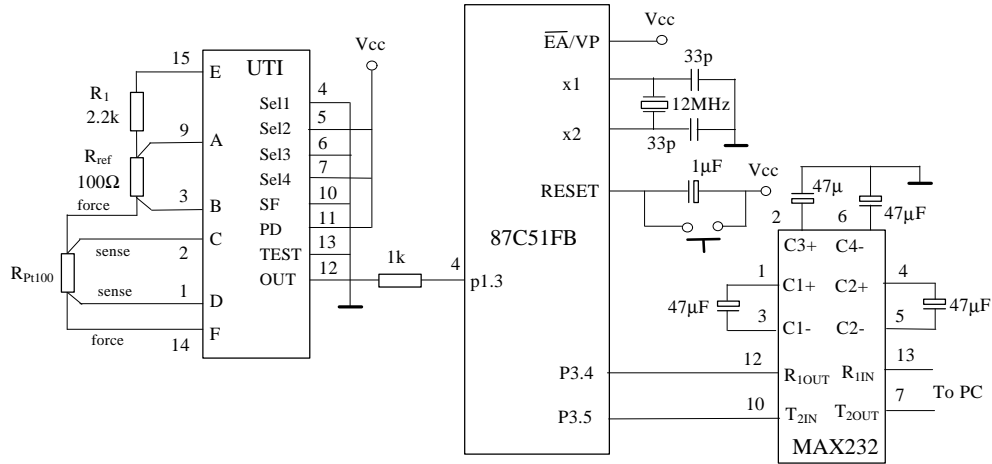 15
E
R1
2.2k
9
A
Rref
100Ω
3
B
force
C
sense
2
RPt100
sense
1
D
F
force
14
UTI
Vcc
Sel1
4
Sel2
5
Sel3
6
Sel4
7
SF
10
PD
11
TEST
13
OUT
12
1k
4
p1.3
87C51FB
EA/VP
Vcc
x1
33p
12MHz
x2
33p
RESET
1μF
Vcc
P3.4
P3.5
47μ
47μF
2
6
C3+
C4-
1
C1+
C2+
4
47μF
47μF
3
C1-
C2-
5
12
R1OUT
R1IN
13
10
T2IN
T2OUT
7
To PC
MAX232